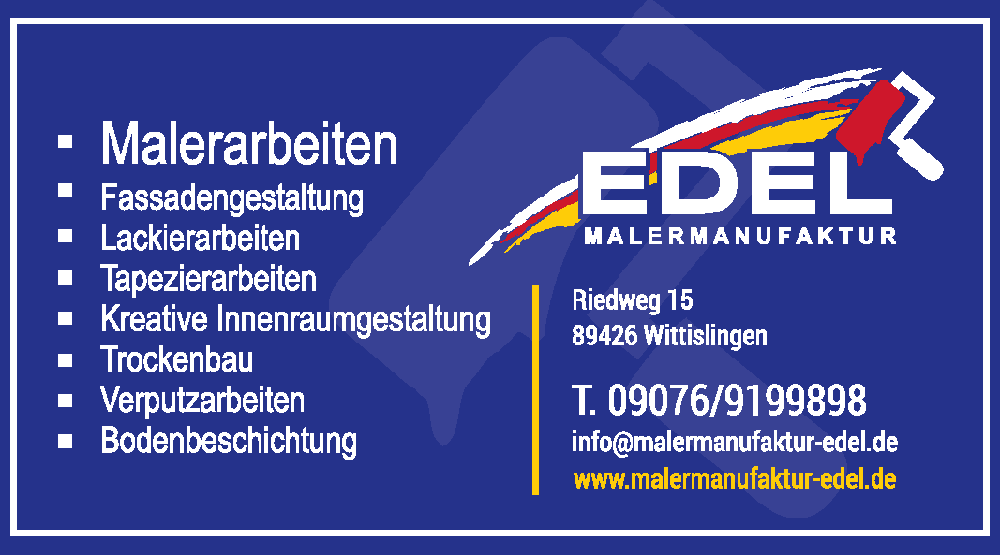 Malerarbeiten
Fassadengestaltung
Lackierarbeiten
Tapezierarbeiten
Kreative Innenraumgestaltung
Trockenbau
Verputzarbeiten
Bodenbeschichtung
EDEL
MALERMANUFAKTUR
Riedweg 15
89426 Wittislingen
T. 09076/9199898
info@malermanufaktur-edel.de
www.malermanufaktur-edel.de